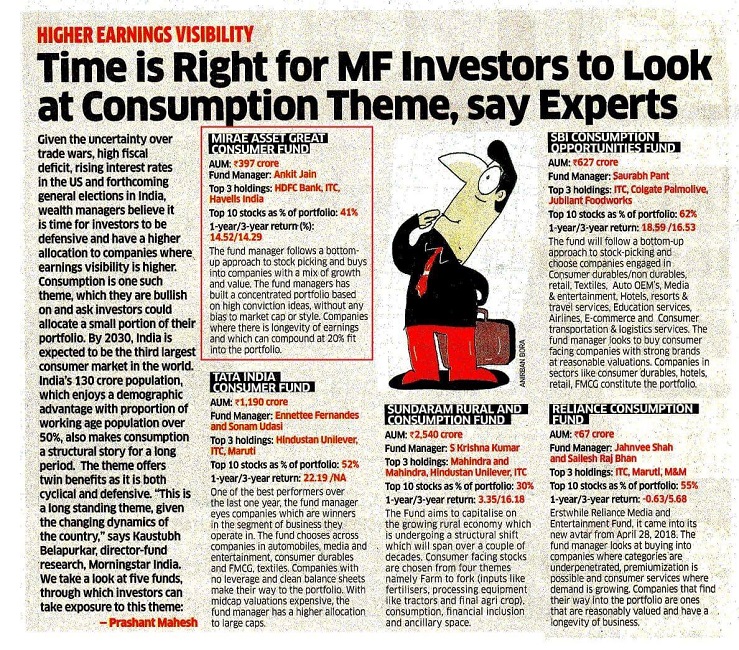 HIGHER EARNINGS VISIBILITY
Time is Right for MF Investors to Look
at Consumption Theme, say Experts
Given the uncertainty over
trade wars, high fiscal
deficit, rising interest rates
in the US and forthcoming
general elections in India,
wealth managers believe it
is time for investors to be
defensive and have a higher
allocation to companies where
earnings visibility is higher.
Consumption is one such
theme, which they are bullish
on and ask investors could
allocate a small portion of their
portfolio. By 2030, India is
expected to be the third largest
consumer market in the world.
India's 130 crore population,
which enjoys a demographic
advantage with proportion of
working age population over
50%, also makes consumption
a structural story for a long
period. The theme offers
twin benefits as it is both
cyclical and defensive. "This is
a long standing theme, given
the changing dynamics of
the country," says Kaustubh
Belapurkar, director-fund
research, Morningstar India.
We take a look at five funds,
through which investors can
take exposure to this theme:
– Prashant Mahesh
MIRAE ASSET GREAT
CONSUMER FUND
AUM: ₹397 crore
Fund Manager: Ankit Jain
Top 3 holdings: HDFC Bank, ITC,
Havells India
Top 10 stocks as % of portfolio: 41%
1-year/3-year return (%):
14.52/14.29
The fund manager follows a bottom-
up approach to stock picking and buys
into companies with a mix of growth
and value. The fund managers has
built a concentrated portfolio based
on high conviction ideas, without any
bias to market cap or style. Companies
where there is longevity of earnings
and which can compound at 20% fit
into the portfolio.
TATA INDIA
CONSUMER FUND
AUM: ₹1,190 crore
Fund Manager: Ennettee Fernandes
and Sonam Udasi
Top 3 holdings: Hindustan Unilever,
ITC, Maruti
Top 10 stocks as % of portfolio: 52%
1-year/3-year return: 22.19 /NA
One of the best performers over
the last one year, the fund manager
eyes companies which are winners
in the segment of business they
operate in. The fund chooses across
companies in automobiles, media and
entertainment, consumer durables
and FMCG, textiles. Companies with
no leverage and clean balance sheets
make their way to the portfolio. With
midcap valuations expensive, the
fund manager has a higher allocation
to large caps.
ANIRBAN BORA
SUNDARAM RURAL AND
CONSUMPTION FUND
AUM: ₹2,540 crore
Fund Manager: S Krishna Kumar
Top 3 holdings: Mahindra and
Mahindra, Hindustan Unilever, ITC
Top 10 stocks as % of portfolio: 30%
1-year/3-year return: 3.35/16.18
The Fund aims to capitalise on
the growing rural economy which
is undergoing a structural shift
which will span over a couple of
decades. Consumer facing stocks
are chosen from four themes
namely Farm to fork (inputs like
fertilisers, processing equipment
like tractors and final agri crop),
consumption, financial inclusion
and ancillary space.
SBI CONSUMPTION
OPPORTUNITIES FUND
AUM: ₹627 crore
Fund Manager: Saurabh Pant
Top 3 holdings: ITC, Colgate Palmolive,
Jubilant Foodworks
Top 10 stocks as % of portfolio: 62%
1-year/3-year return: 18.59 /16.53
The fund will follow a bottom-up
approach to stock-picking and
choose companies engaged in
Consumer durables/non durables,
retail, Textiles, Auto OEM's, Media
& entertainment, Hotels, resorts &
travel services, Education services,
Airlines, E-commerce and Consumer
transportation & logistics services. The
fund manager looks to buy consumer
facing companies with strong brands
at reasonable valuations. Companies in
sectors like consumer durables, hotels,
retail, FMCG constitute the portfolio.
RELIANCE CONSUMPTION
FUND
AUM: ₹67 crore
Fund Manager: Jahnvee Shah
and Sailesh Raj Bhan
Top 3 holdings: ITC, Maruti, M&M
Top 10 stocks as % of portfolio: 55%
1-year/3-year return: -0.63/5.68
Erstwhile Reliance Media and
Entertainment Fund, it came into its
new avtar from April 28, 2018. The
fund manager looks at buying into
companies where categories are
underpenetrated, premiumization is
possible and consumer services where
demand is growing. Companies that find
their way into the portfolio are ones
that are reasonably valued and have a
longevity of business.